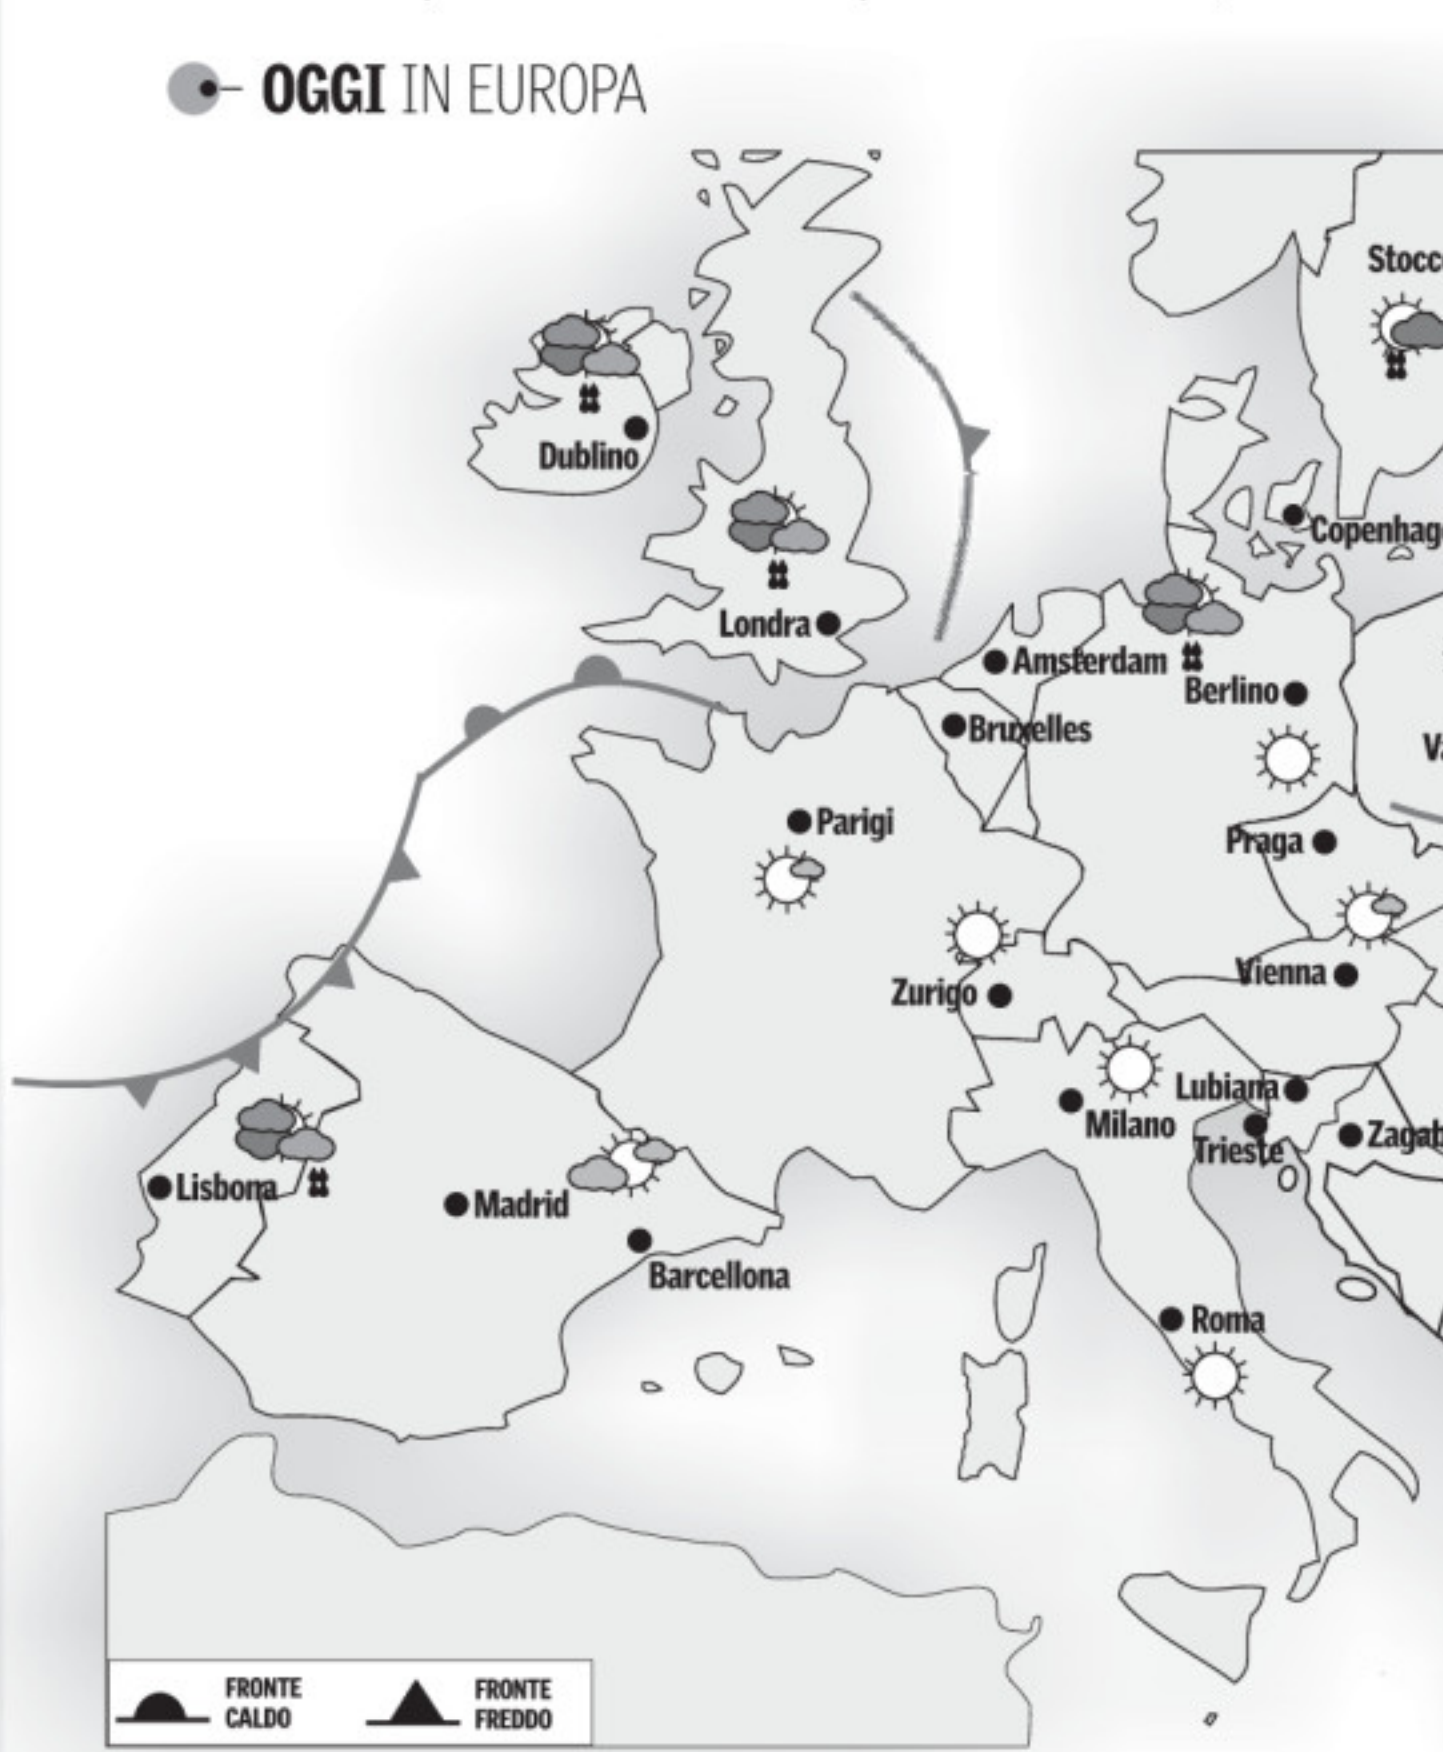 OGGI IN EUROPA
Stocc
Dublino
Copenhag
Londra
Amsterdam
Berlino
Bruxelles
Parigi
Praga
Vienna
Zurigo
Lubiana
Milano
Trieste
Zagab
Lisbona
Madrid
Barcellona
Roma
FRONTE
CALDO
FRONTE
FREDDO